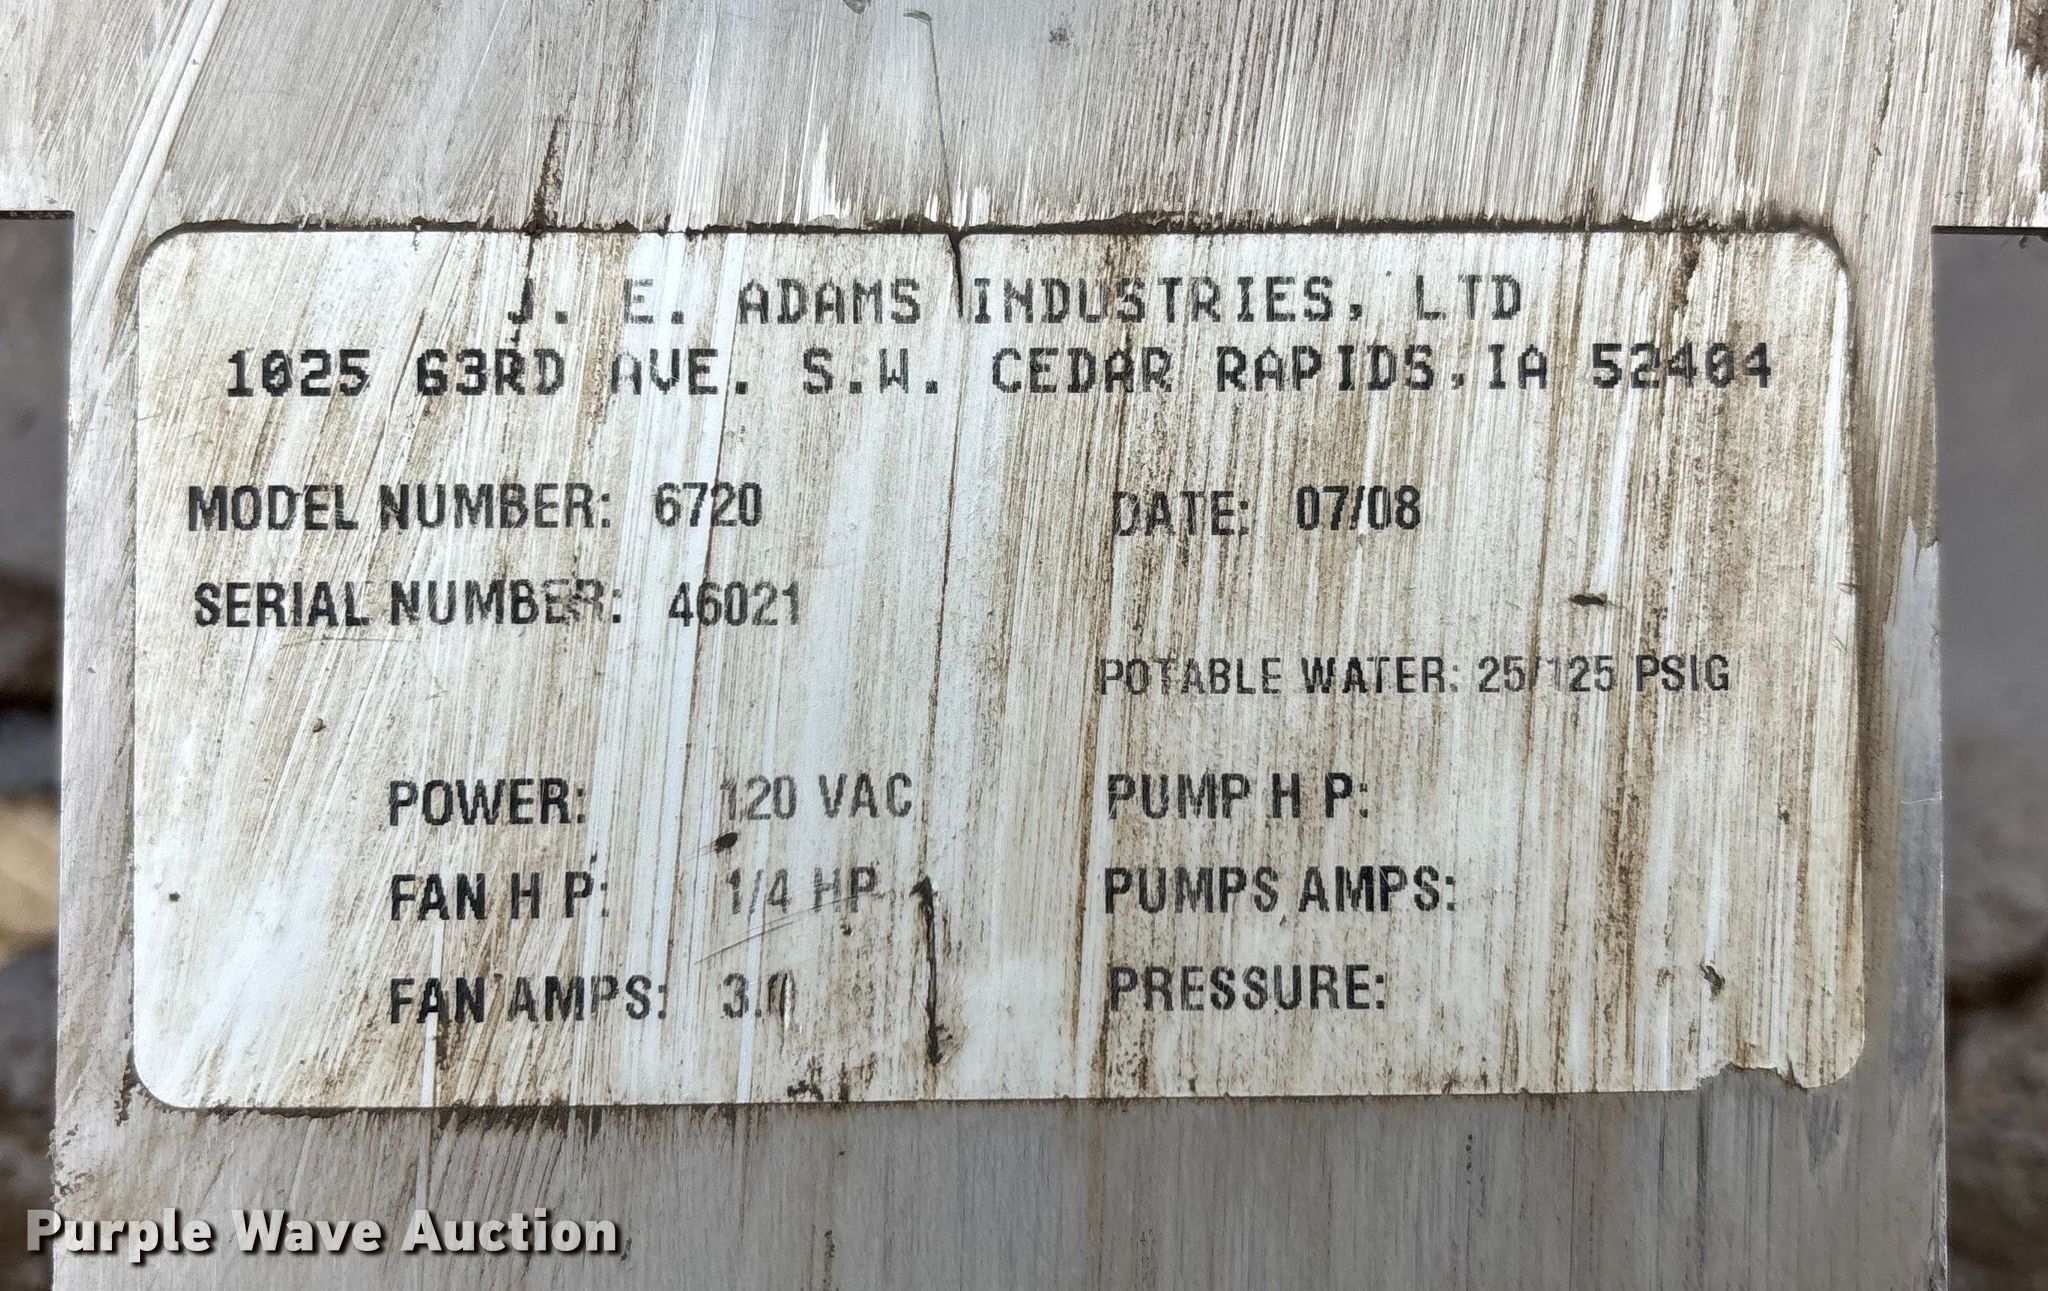 J. E. ADAMS INDUSTRIES, LTD
1025 63RD AVE. S.W. CEDAR RAPIDS, IA 52404
MODEL NUMBER: 6720 DATE: 07/08
SERIAL NUMBER: 46021
POTABLE WATER: 25/125 PSIG
POWER: 120 VAC PUMP H P:
FAN H P: 1/4 HP PUMPS AMPS:
FAN AMPS: 3.0 PRESSURE:
Purple Wave Auction